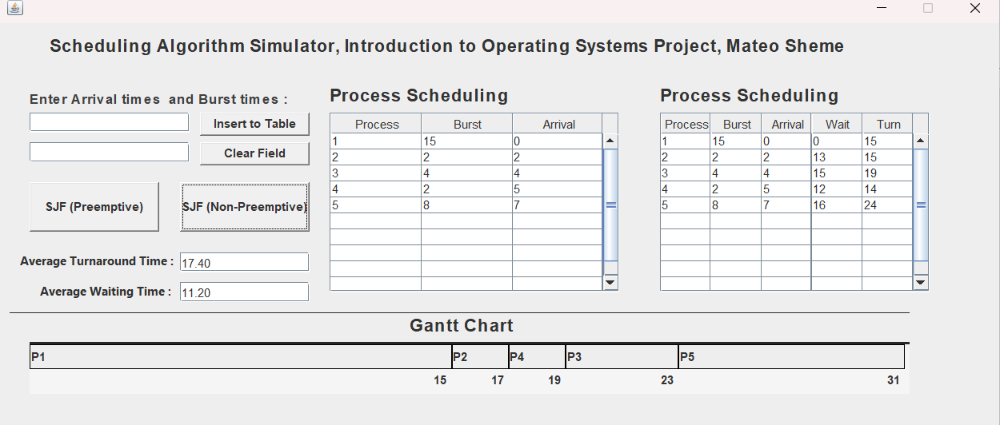 Scheduling Algorithm Simulator, Introduction to Operating Systems Project, Mateo Sheme
Enter Arrival times and Burst times :
Insert to Table
Clear Field
SJF (Preemptive)
SJF (Non-Preemptive)
Average Turnaround Time : 17.40
Average Waiting Time : 11.20
Process Scheduling
Process Burst Arrival
1 15 0
2 2 2
3 4 4
4 2 5
5 8 7
Process Scheduling
Process Burst Arrival Wait Turn
1 15 0 0 15
2 2 2 13 15
3 4 4 15 19
4 2 5 12 14
5 8 7 16 24
Gantt Chart
P1 P2 P4 P3 P5
15 17 19 23 31